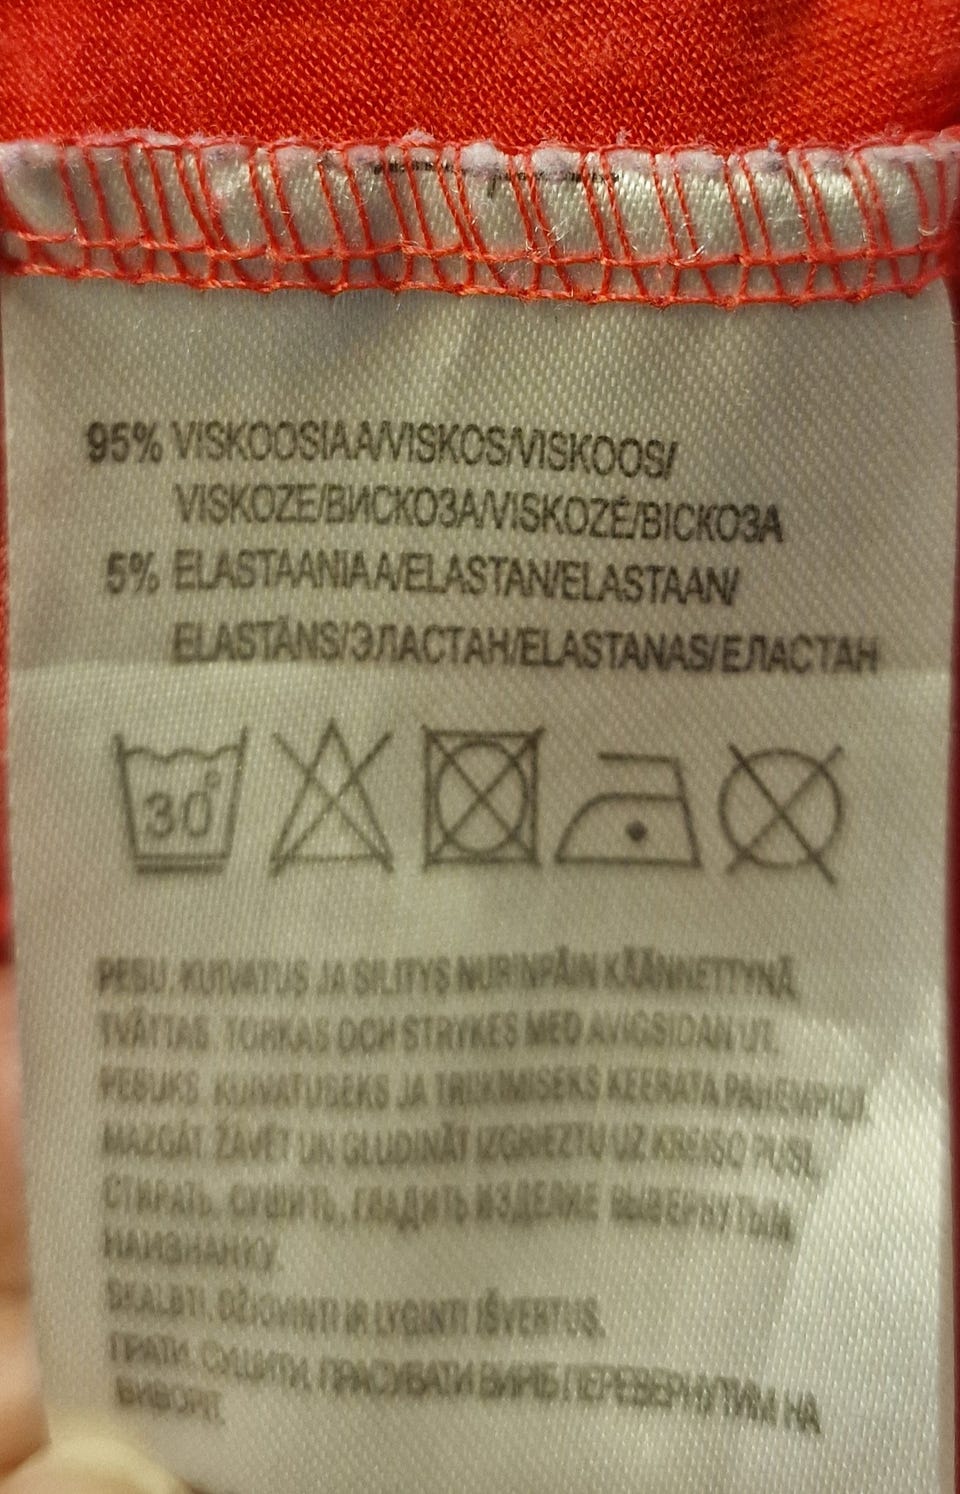 95% VISKOOSIAA/VISKOS/VISKOOS/
VISKOZE/ВИСКОЗА/VISKOZĖ/ВІСКОЗА
5% ELASTAANIAA/ELASTAN/ELASTAAN/
ELASTĀNS/ЭЛАСТАН/ELASTANAS/ЕЛАСТАН
30°
PESU, KUIVATUS JA SILITYS NURINPÄIN KÄÄNNETTYNÄ.
TVÄTTAS, TORKAS OCH STRYKES MED AVIGSIDAN UT.
PESUKS, KUIVATUSEKS JA TRIIKIMISEKS KEERATA PAHEMPIDI.
MAZGĀT, ŽĀVĒT UN GLUDINĀT IZGRIEZTU UZ KREISO PUSI.
СТИРАТЬ, СУШИТЬ, ГЛАДИТЬ ИЗДЕЛИЕ ВЫВЕРНУТЫМ
НАИЗНАНКУ.
SKALBTI, DŽIOVINTI IR LYGINTI IŠVERTUS.
ПРАТИ, СУШИТИ, ПРАСУВАТИ ВИРІБ ПЕРЕВЕРНУТИМ НА
ВИВОРІТ.